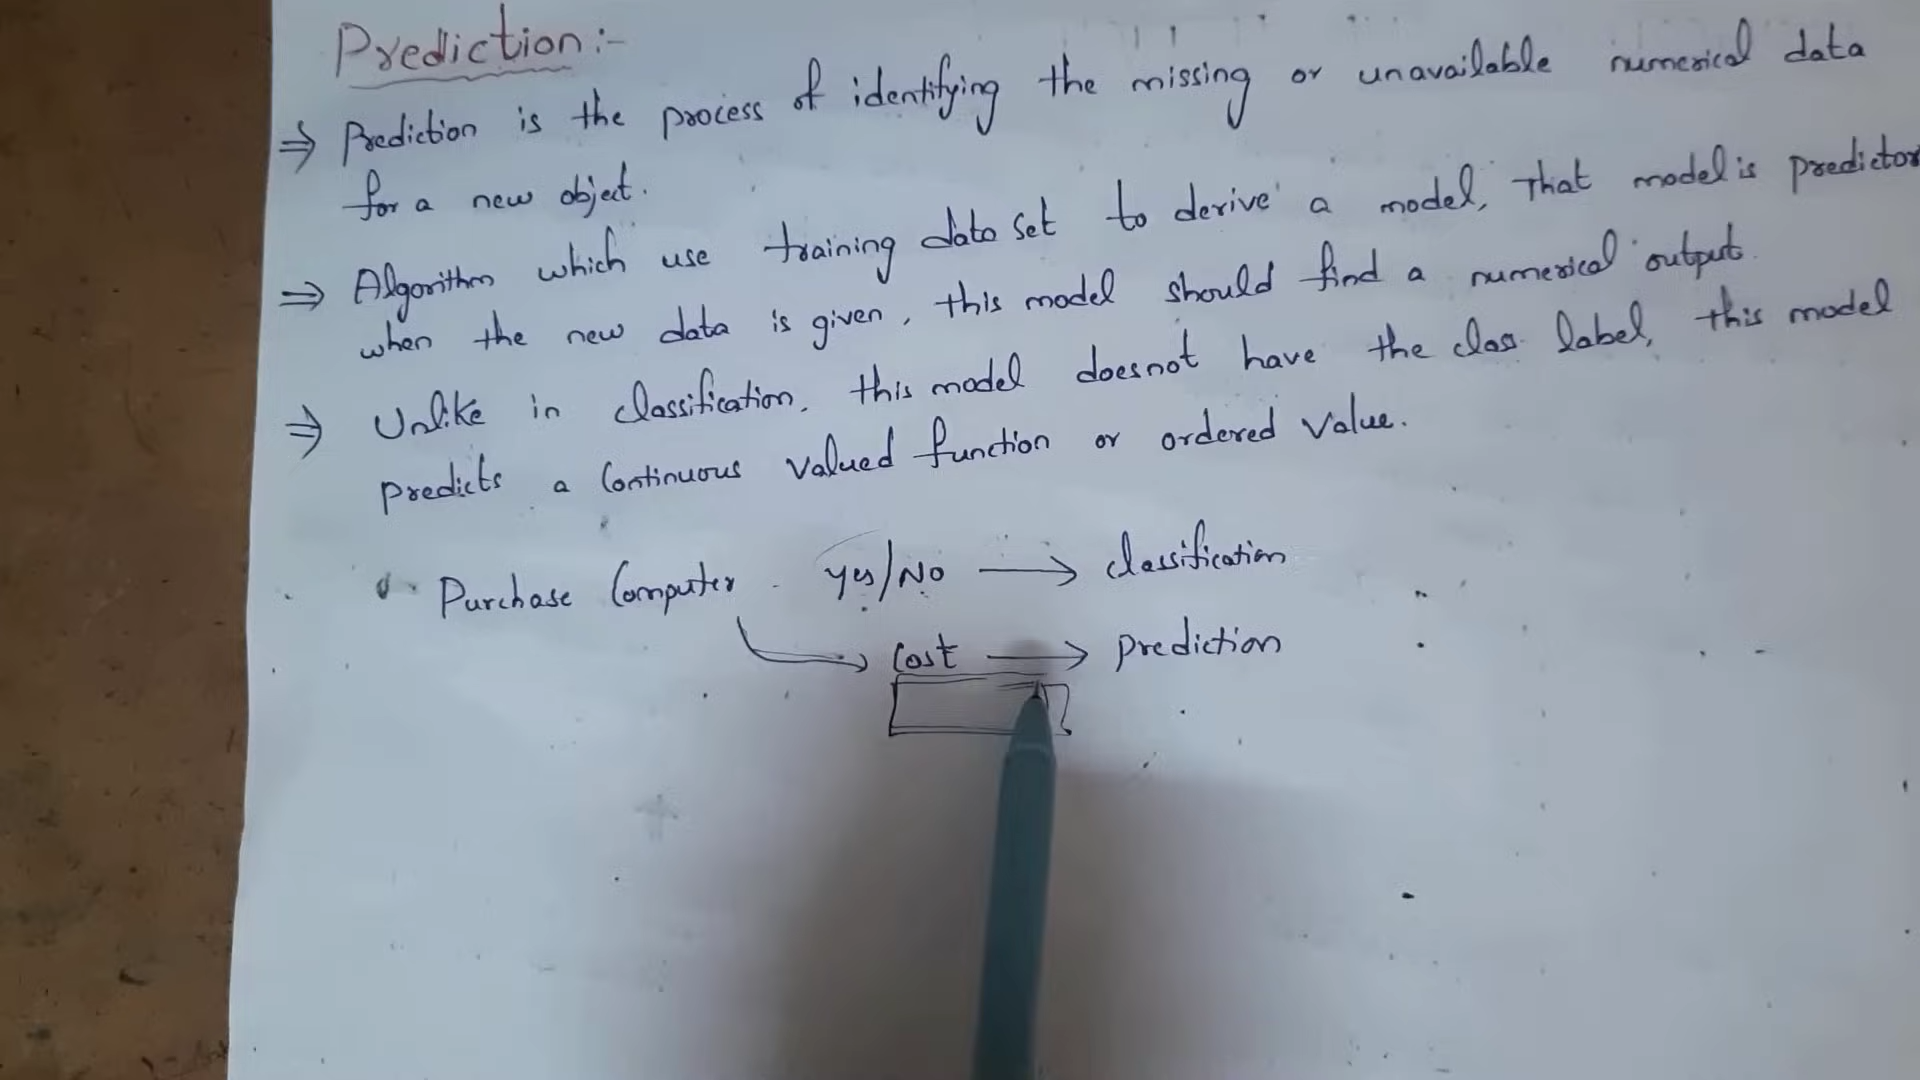 Prediction :-
⇒ Prediction is the process of identifying the missing or unavailable numerical data
for a new object.
⇒ Algorithm which use training data set to derive a model, That model is predictor
when the new data is given, this model should find a numerical output.
⇒ Unlike in classification, this model doesnot have the class label, this model
predicts a Continuous valued function or ordered value.
Purchase Computer yes/No → classification
Cost → prediction